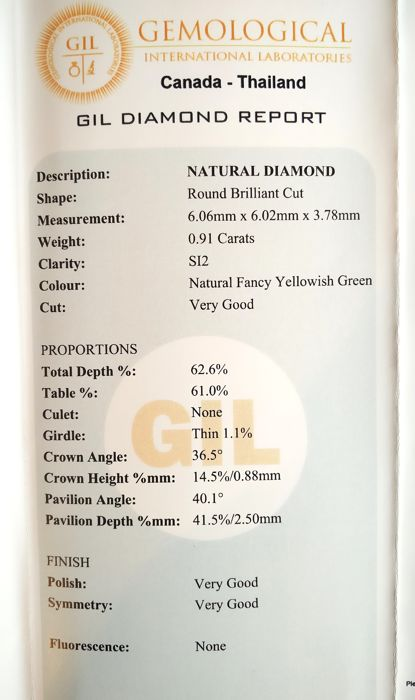 GIL
GEMOLOGICAL
INTERNATIONAL LABORATORIES
Canada - Thailand
GIL DIAMOND REPORT
Description: NATURAL DIAMOND
Shape: Round Brilliant Cut
Measurement: 6.06mm x 6.02mm x 3.78mm
Weight: 0.91 Carats
Clarity: SI2
Colour: Natural Fancy Yellowish Green
Cut: Very Good
PROPORTIONS
Total Depth %: 62.6%
Table %: 61.0%
Culet: None
Girdle: Thin 1.1%
Crown Angle: 36.5°
Crown Height %mm: 14.5%/0.88mm
Pavilion Angle: 40.1°
Pavilion Depth %mm: 41.5%/2.50mm
GIL
FINISH
Polish: Very Good
Symmetry: Very Good
Fluorescence: None